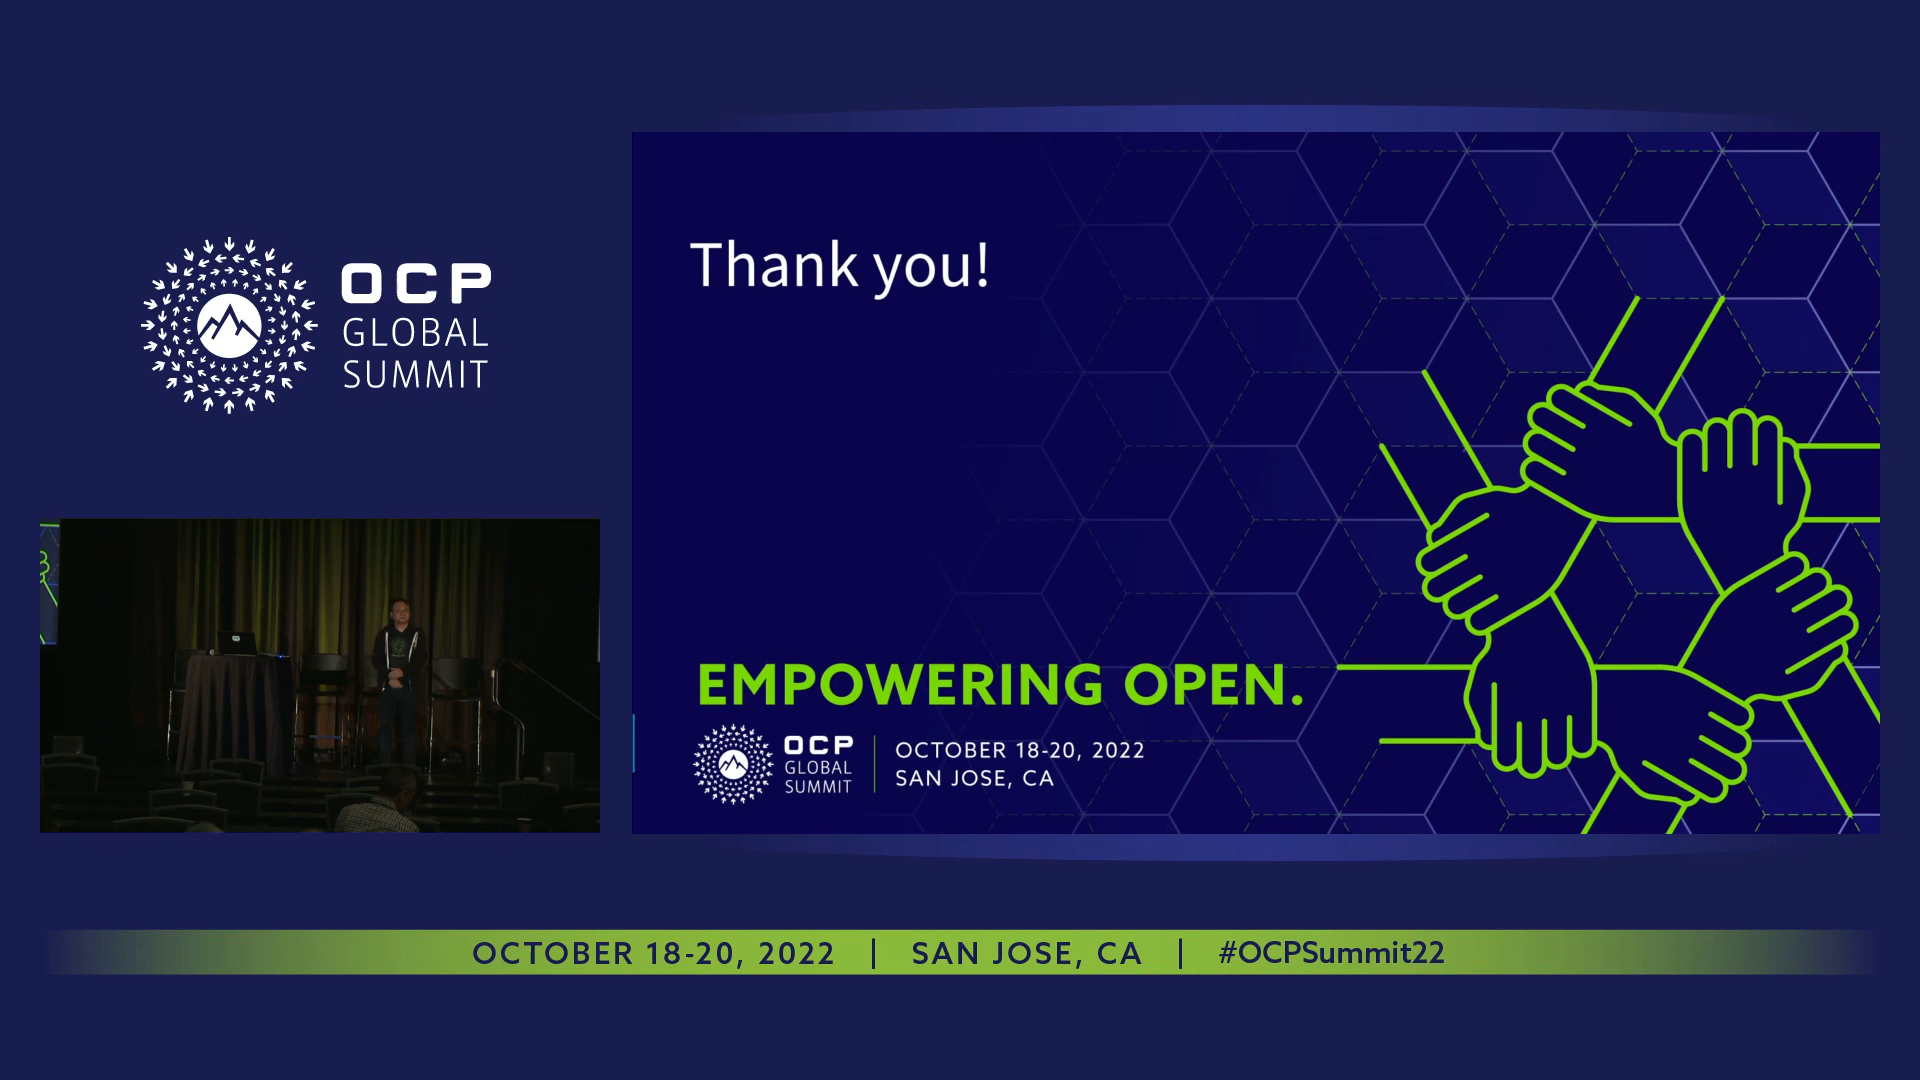 OCP
GLOBAL
SUMMIT
Thank you!
EMPOWERING OPEN.
OCP
GLOBAL
SUMMIT
OCTOBER 18-20, 2022
SAN JOSE, CA
OCTOBER 18-20, 2022 | SAN JOSE, CA | #OCPSummit22